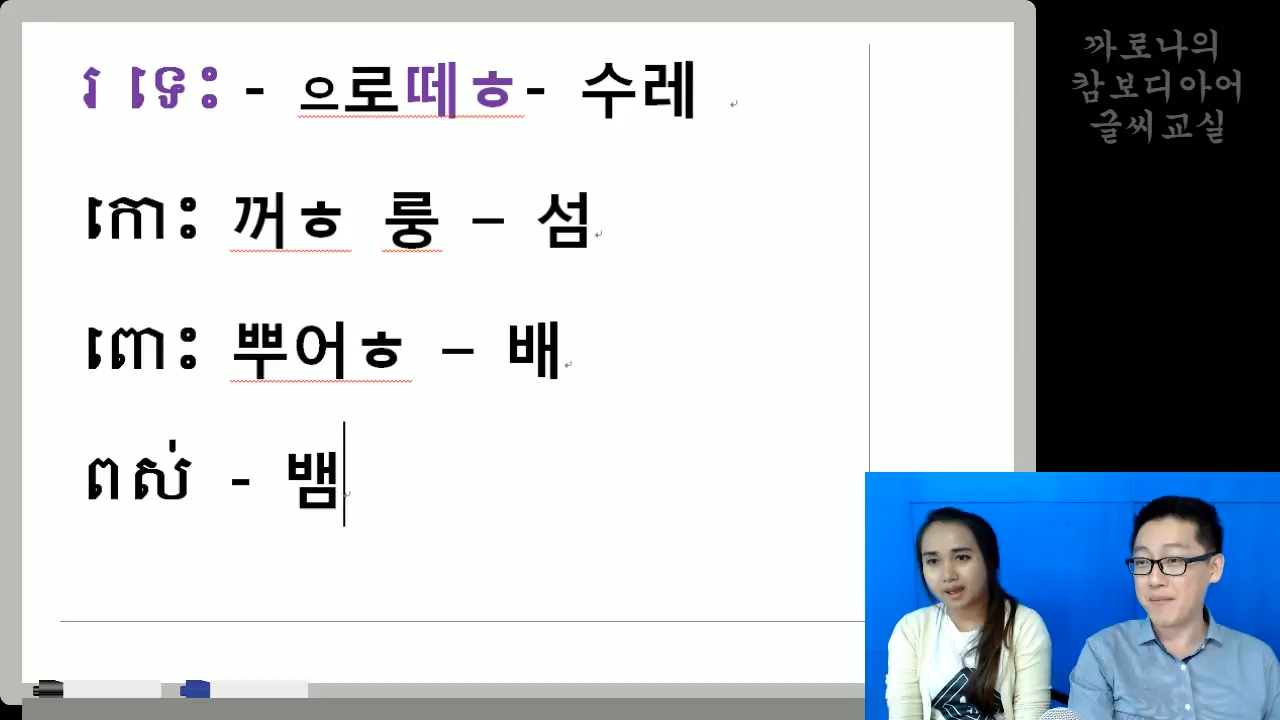 រ ទេះ - 으로떼ㅎ- 수레
កោះ 꺼ㅎ 룽 – 섬
ពោះ 뿌어ㅎ – 배
ពស់ - 뱀
까로나의
캄보디아어
글씨교실